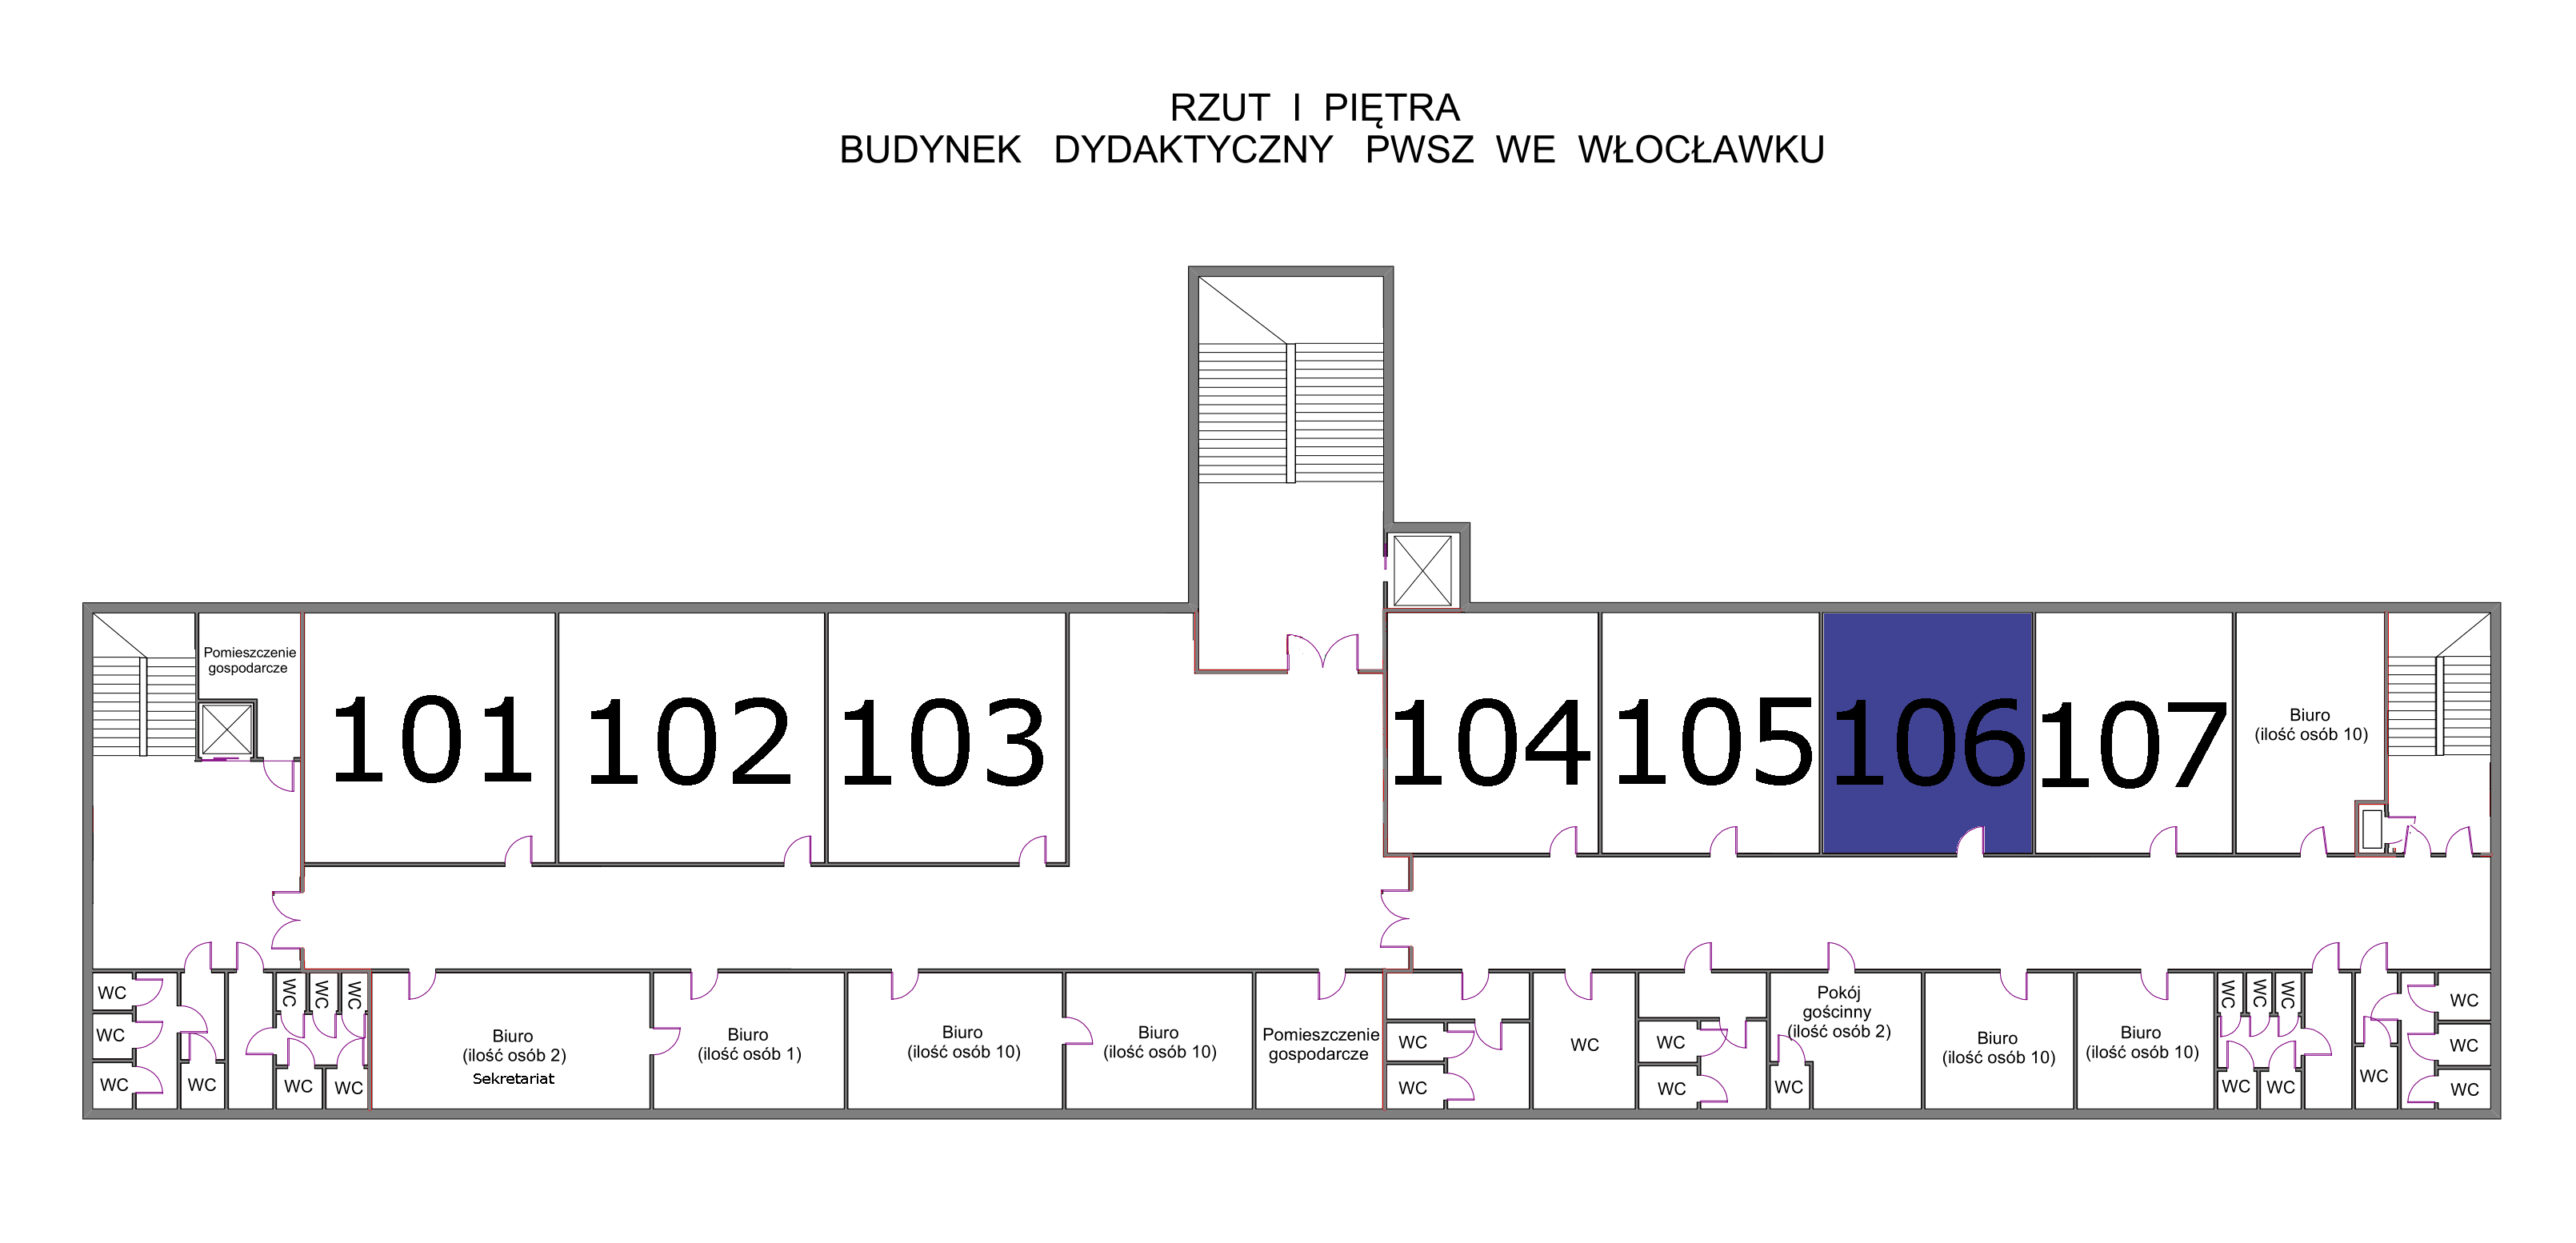 RZUT I PIĘTRA
BUDYNEK DYDAKTYCZNY PWSZ WE WŁOCŁAWKU
Pomieszczenie
gospodarcze
101
102
103
104
105
106
107
Biuro
(ilość osób 10)
WC
WC
WC
WC
WC
WC
WC
WC
WC
Biuro
(ilość osób 2)
Sekretariat
Biuro
(ilość osób 1)
Biuro
(ilość osób 10)
Biuro
(ilość osób 10)
Pomieszczenie
gospodarcze
WC
WC
WC
WC
WC
Pokój
gościnny
(ilość osób 2)
WC
Biuro
(ilość osób 10)
Biuro
(ilość osób 10)
WC
WC
WC
WC
WC
WC
WC
WC
WC